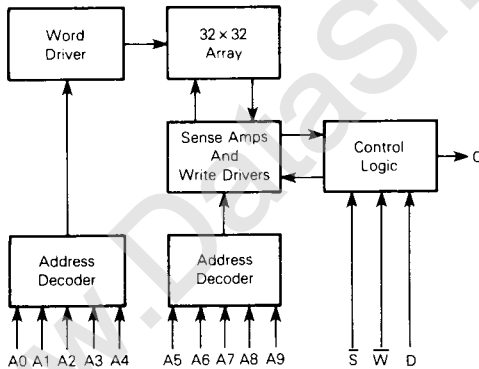 Word
Driver
32 × 32
Array
Sense Amps
And
Write Drivers
Control
Logic
Address
Decoder
Address
Decoder
A0 A1 A2 A3 A4 A5 A6 A7 A8 A9 S̅ W̅ D